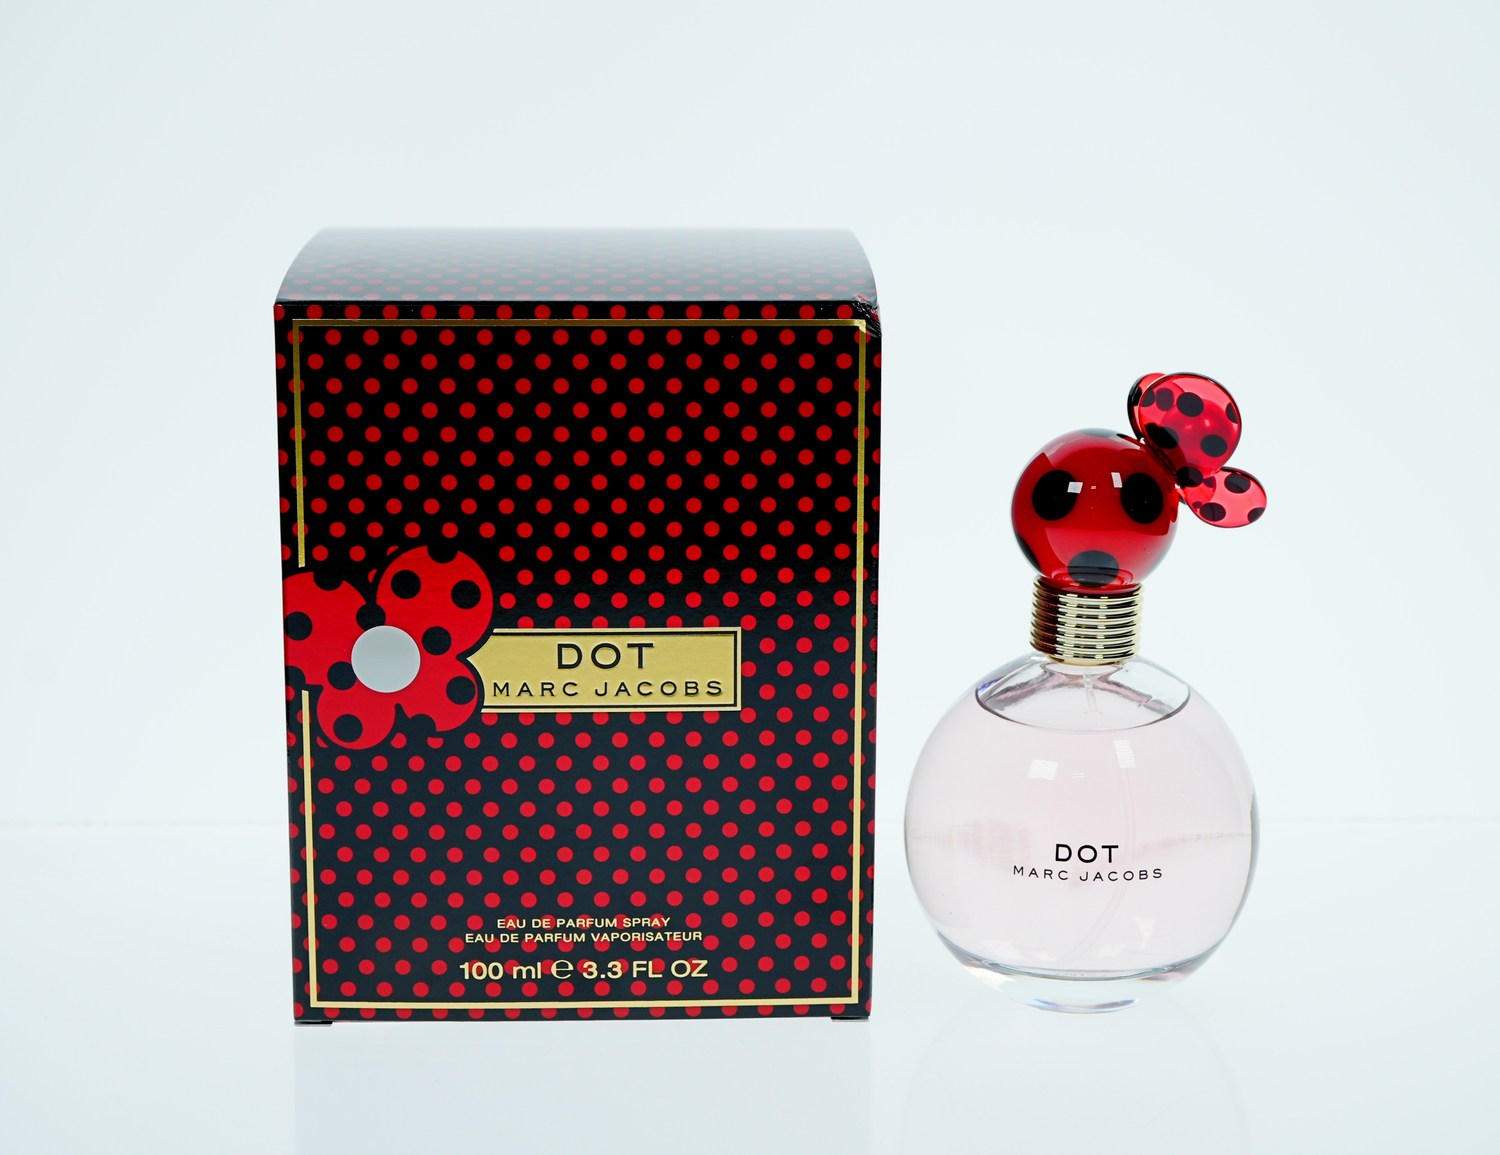 DOT
MARC JACOBS
EAU DE PARFUM SPRAY
EAU DE PARFUM VAPORISATEUR
100 ml ℮ 3.3 FL OZ
DOT
MARC JACOBS